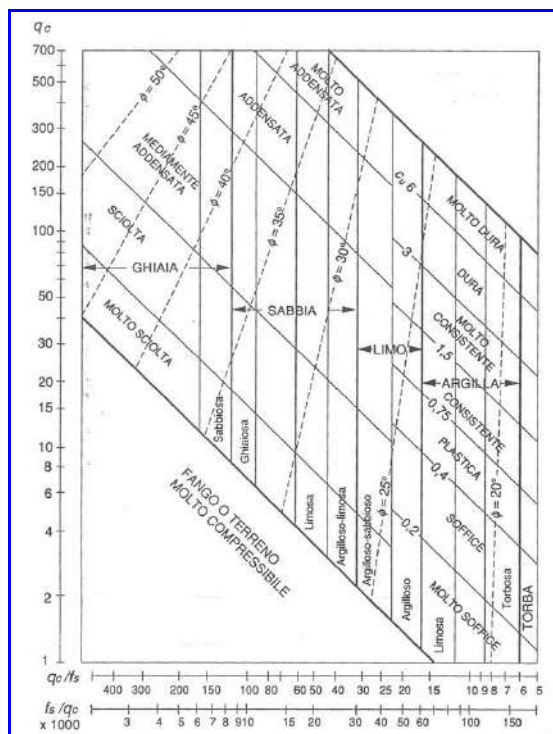 qc
700
500
300
200
150
100
50
30
20
15
10
8
6
4
2
1
ϕ = 50°
ϕ = 45°
ϕ = 40°
ϕ = 35°
ϕ = 30°
ϕ = 25°
ϕ = 20°
MEDIAMENTE
ADDENSATA
ADDENSATA
MOLTO
ADDENSATA
SCIOLTA
MOLTO SCIOLTA
GHIAIA
SABBIA
LIMO
ARGILLA
cu 6
3
1,5
0,75
0,4
0,2
MOLTO DURA
DURA
MOLTO
CONSISTENTE
CONSISTENTE
PLASTICA
SOFFICE
MOLTO SOFFICE
Sabbiosa
Ghiaiosa
Limosa
Argilloso-limosa
Argilloso-sabbioso
Argilloso
Limosa
Torbosa
TORBA
FANGO O TERRENO
MOLTO COMPRESSIBILE
qc/fs 400 300 200 150 100 80 60 50 40 30 25 20 15 10 9 8 7 6 5
fs/qc 3 4 5 6 7 8 9 10 15 20 30 40 50 60 100 150
x 1000